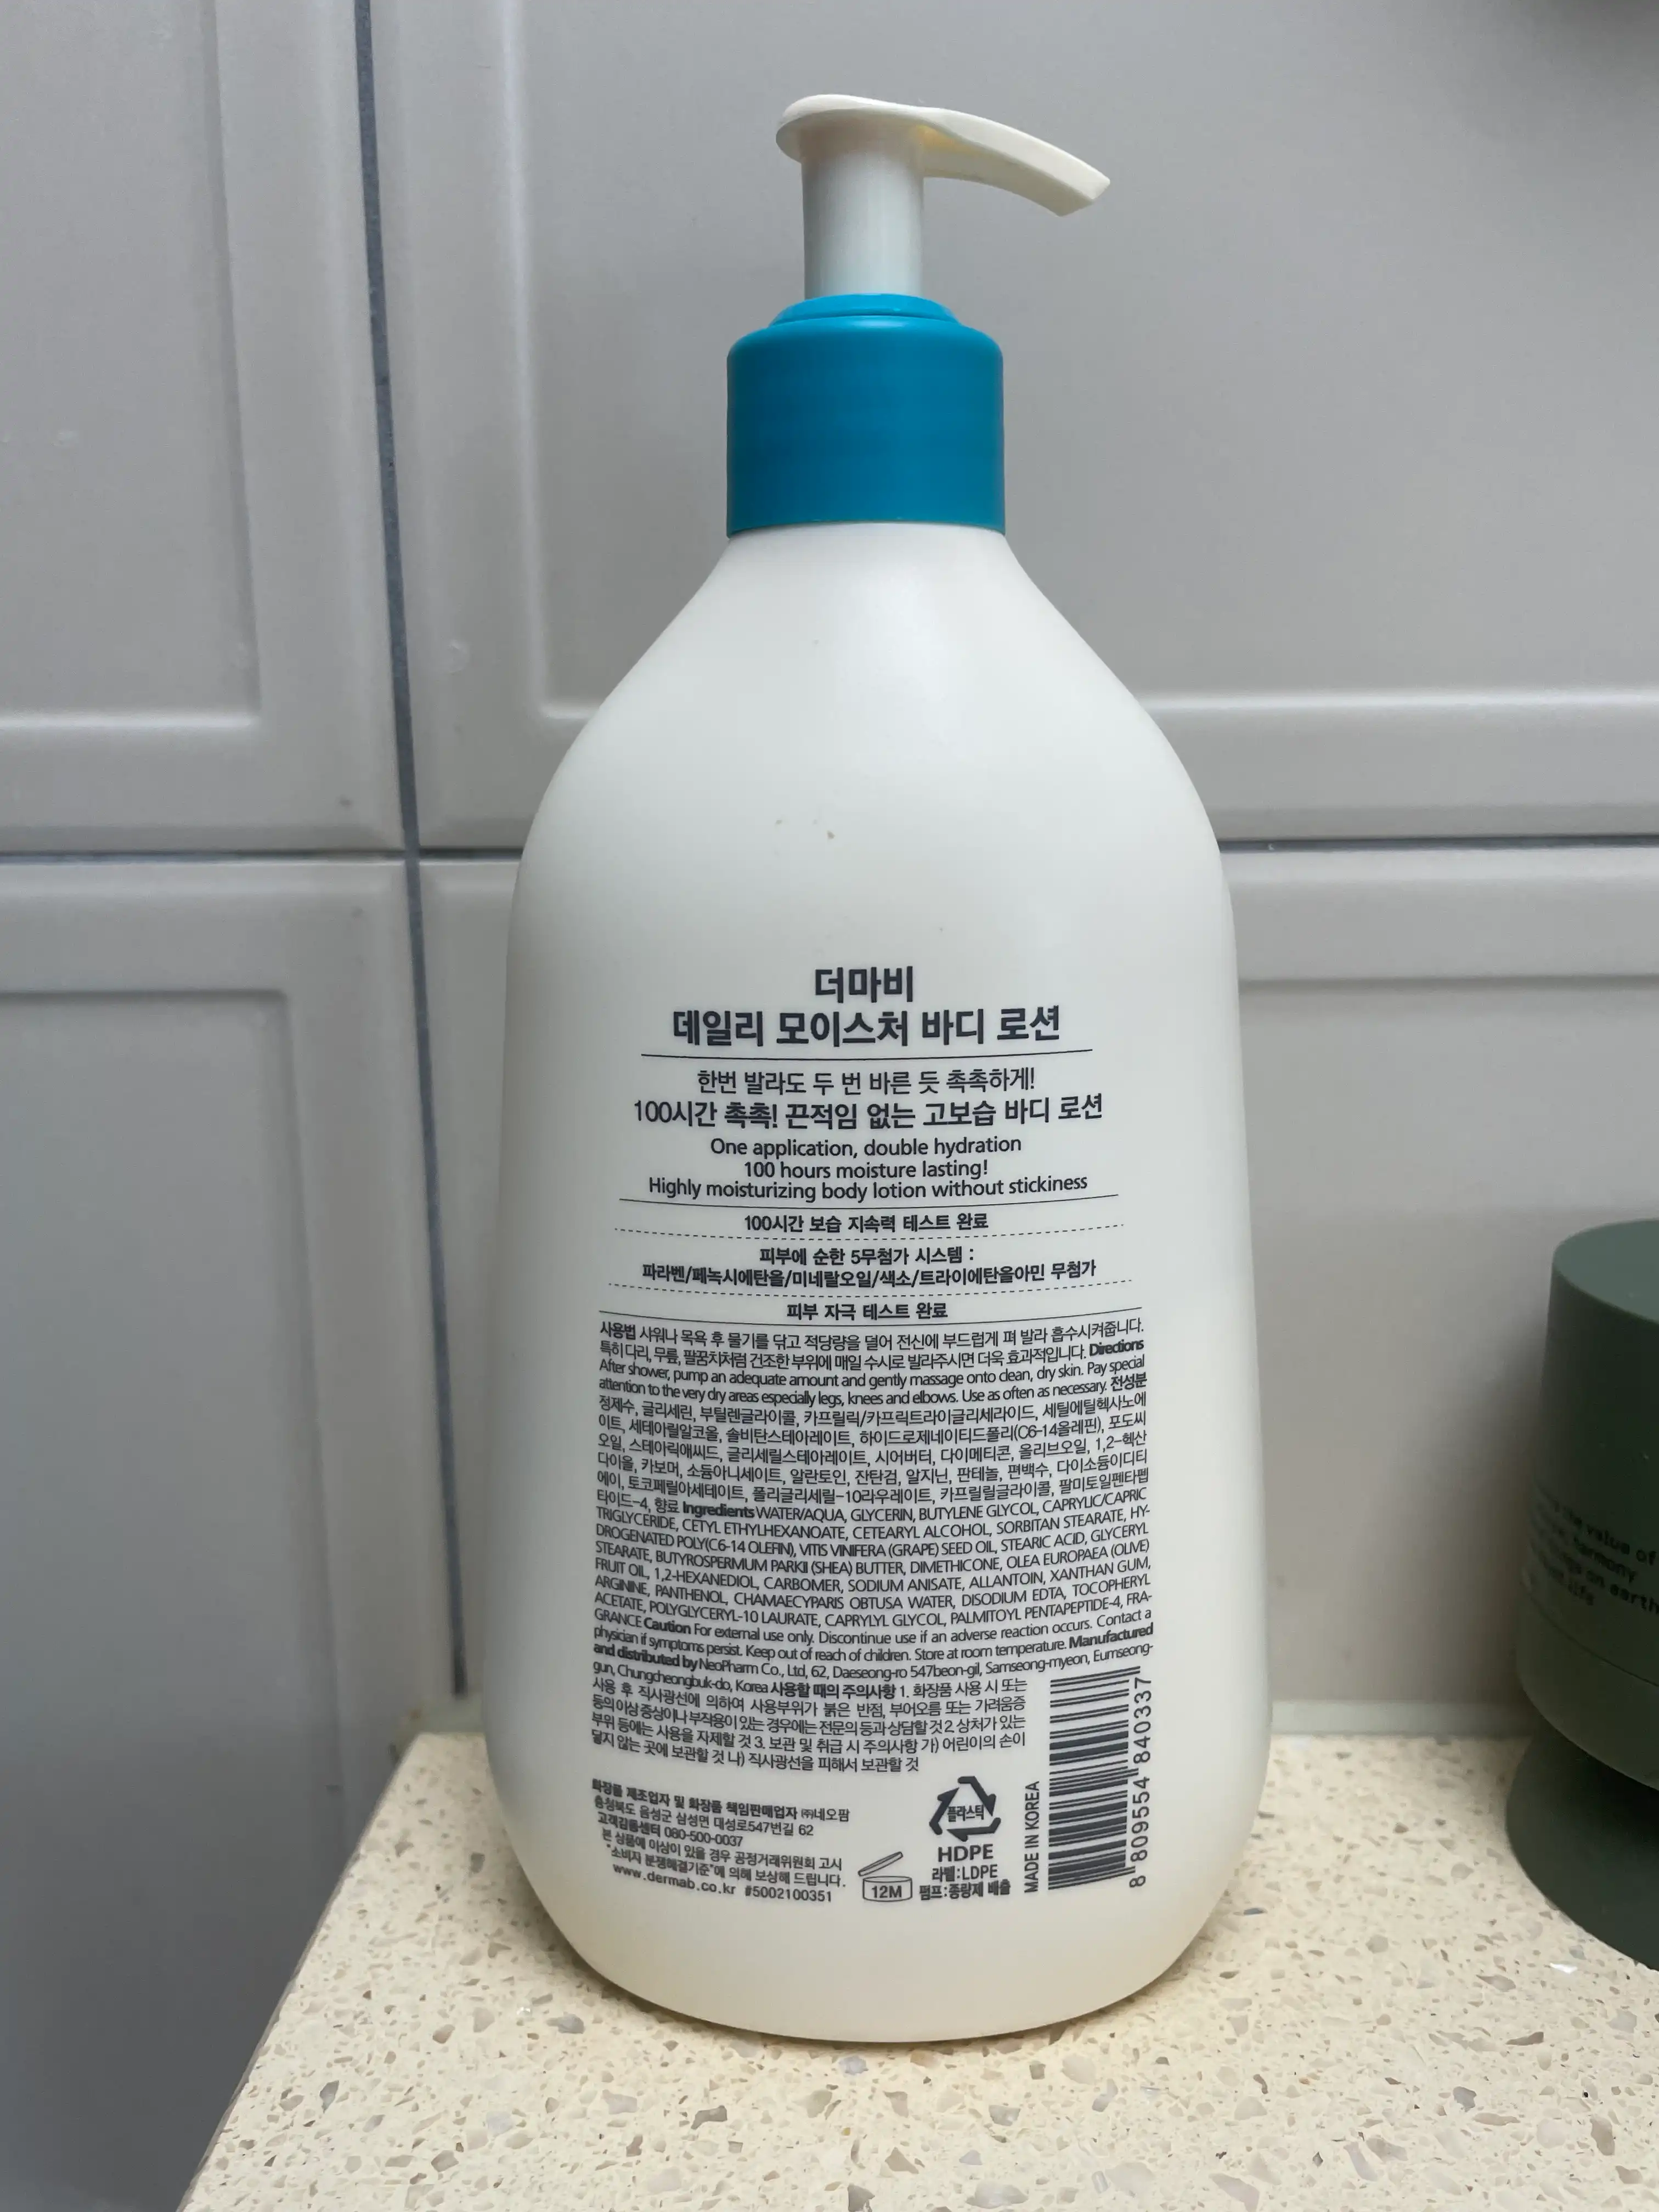 더마비
데일리 모이스처 바디 로션
한번 발라도 두 번 바른 듯 촉촉하게!
100시간 촉촉! 끈적임 없는 고보습 바디 로션
One application, double hydration
100 hours moisture lasting!
Highly moisturizing body lotion without stickiness
100시간 보습 지속력 테스트 완료
피부에 순한 5무첨가 시스템 :
파라벤/페녹시에탄올/미네랄오일/색소/트라이에탄올아민 무첨가
피부 자극 테스트 완료
사용법 샤워나 목욕 후 물기를 닦고 적당량을 덜어 전신에 부드럽게 펴 발라 흡수시켜줍니다.
특히 다리, 무릎, 팔꿈치처럼 건조한 부위에 매일 수시로 발라주시면 더욱 효과적입니다. Directions
After shower, pump an adequate amount and gently massage onto clean, dry skin. Pay special
attention to the very dry areas especially legs, knees and elbows. Use as often as necessary. 전성분
정제수, 글리세린, 부틸렌글라이콜, 카프릴릭/카프릭트라이글리세라이드, 세틸에틸헥사노에
이트, 세테아릴알코올, 솔비탄스테아레이트, 하이드로제네이티드폴리(C6-14올레핀), 포도씨
오일, 스테아릭애씨드, 글리세릴스테아레이트, 시어버터, 다이메티콘, 올리브오일, 1,2-헥산
다이올, 카보머, 소듐아니세이트, 알란토인, 잔탄검, 알지닌, 판테놀, 편백수, 다이소듐이디티
에이, 토코페릴아세테이트, 폴리글리세릴-10라우레이트, 카프릴릴글라이콜, 팔미토일펜타펩
타이드-4, 향료 Ingredients WATER/AQUA, GLYCERIN, BUTYLENE GLYCOL, CAPRYLIC/CAPRIC
TRIGLYCERIDE, CETYL ETHYLHEXANOATE, CETEARYL ALCOHOL, SORBITAN STEARATE, HY-
DROGENATED POLY(C6-14 OLEFIN), VITIS VINIFERA (GRAPE) SEED OIL, STEARIC ACID, GLYCERYL
STEARATE, BUTYROSPERMUM PARKII (SHEA) BUTTER, DIMETHICONE, OLEA EUROPAEA (OLIVE)
FRUIT OIL, 1,2-HEXANEDIOL, CARBOMER, SODIUM ANISATE, ALLANTOIN, XANTHAN GUM,
ARGININE, PANTHENOL, CHAMAECYPARIS OBTUSA WATER, DISODIUM EDTA, TOCOPHERYL
ACETATE, POLYGLYCERYL-10 LAURATE, CAPRYLYL GLYCOL, PALMITOYL PENTAPEPTIDE-4, FRA-
GRANCE Caution For external use only. Discontinue use if an adverse reaction occurs. Contact a
physician if symptoms persist. Keep out of reach of children. Store at room temperature. Manufactured
and distributed by NeoPharm Co., Ltd, 62, Daeseong-ro 547beon-gil, Samseong-myeon, Eumseong-
gun, Chungcheongbuk-do, Korea 사용할 때의 주의사항 1. 화장품 사용 시 또는
사용 후 직사광선에 의하여 사용부위가 붉은 반점, 부어오름 또는 가려움증
등의 이상 증상이나 부작용이 있는 경우에는 전문의 등과 상담할 것 2. 상처가 있는
부위 등에는 사용을 자제할 것 3. 보관 및 취급 시 주의사항 가) 어린이의 손이
닿지 않는 곳에 보관할 것 나) 직사광선을 피해서 보관할 것
화장품 제조업자 및 화장품 책임판매업자 ㈜네오팜
충청북도 음성군 삼성면 대성로547번길 62
고객감동센터 080-500-0037
본 상품에 이상이 있을 경우 공정거래위원회 고시
"소비자 분쟁해결기준"에 의해 보상해 드립니다.
www.dermab.co.kr #5002100351
12M
플라스틱
HDPE
라벨:LDPE
펌프:종량제 배출
MADE IN KOREA
8 809554 840337
value of
harmony
on earth
life